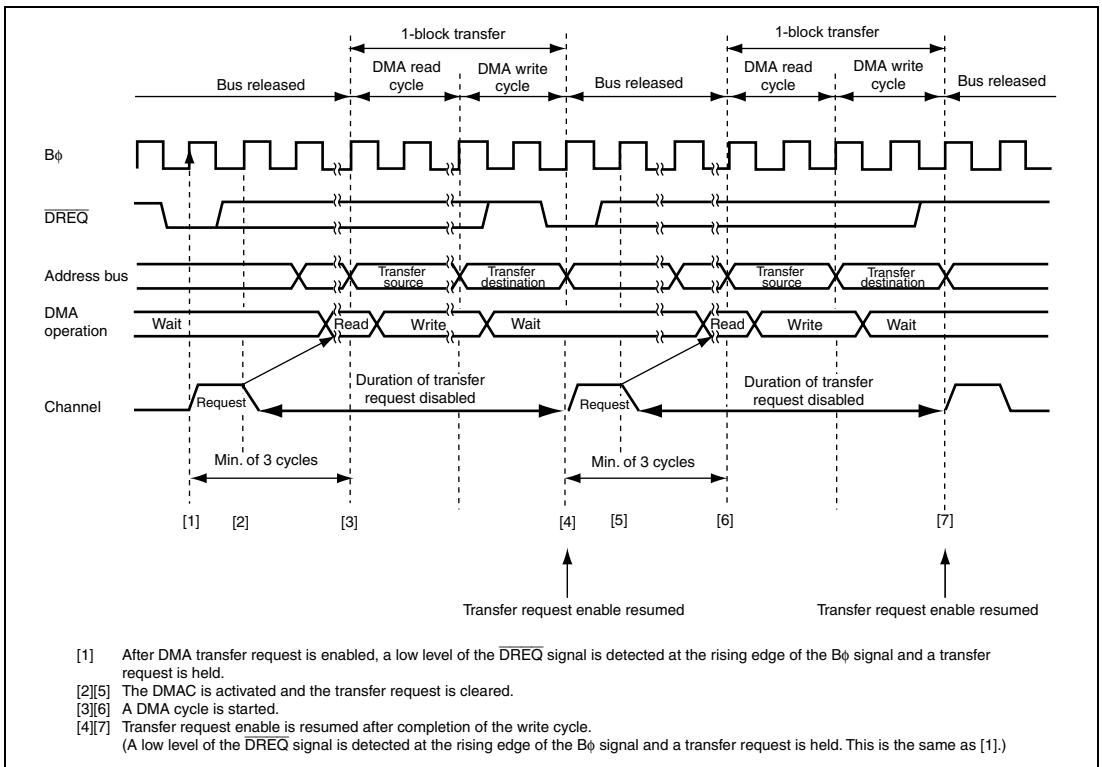 1-block transfer 1-block transfer
Bus released DMA read cycle DMA write cycle Bus released DMA read cycle DMA write cycle Bus released
Bφ
DREQ
Address bus Transfer source Transfer destination Transfer source Transfer destination
DMA operation Wait Read Write Wait Read Write Wait
Channel Request Duration of transfer request disabled Request Duration of transfer request disabled
Min. of 3 cycles Min. of 3 cycles
[1] [2] [3] [4] [5] [6] [7]
Transfer request enable resumed Transfer request enable resumed
[1] After DMA transfer request is enabled, a low level of the DREQ signal is detected at the rising edge of the Bφ signal and a transfer
request is held.
[2][5] The DMAC is activated and the transfer request is cleared.
[3][6] A DMA cycle is started.
[4][7] Transfer request enable is resumed after completion of the write cycle.
(A low level of the DREQ signal is detected at the rising edge of the Bφ signal and a transfer request is held. This is the same as [1].)